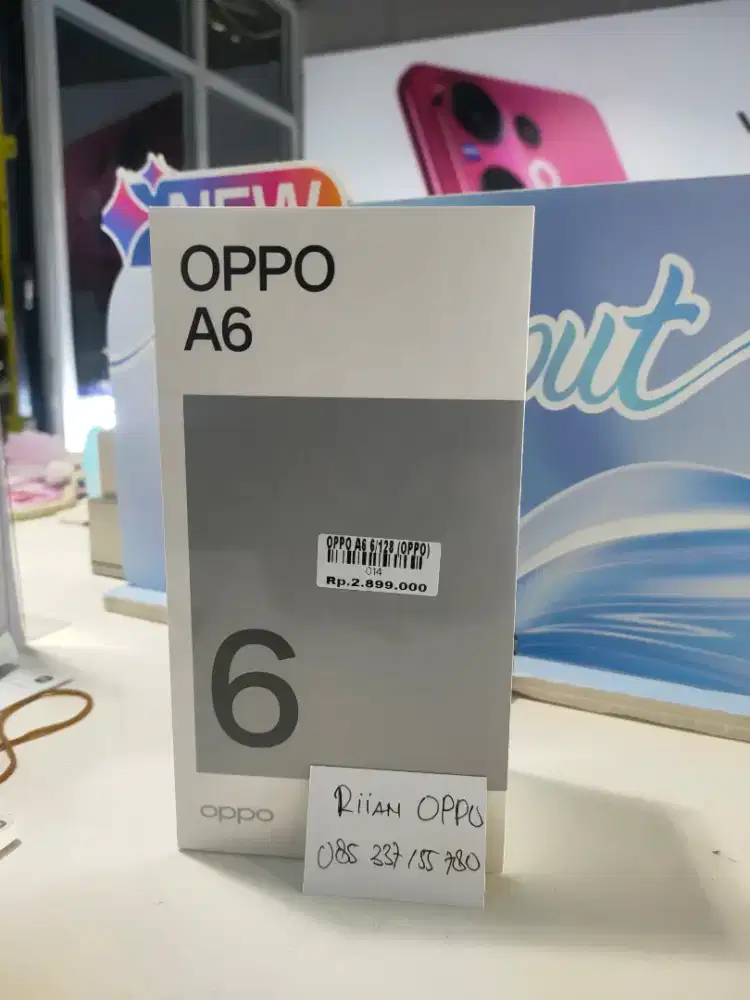 NEW
OPPO
A6
out
OPPO A6 6/128 (OPPO)
014
Rp.2.899.000
6
oppo
RiiAN OPPO
085 337 155 780